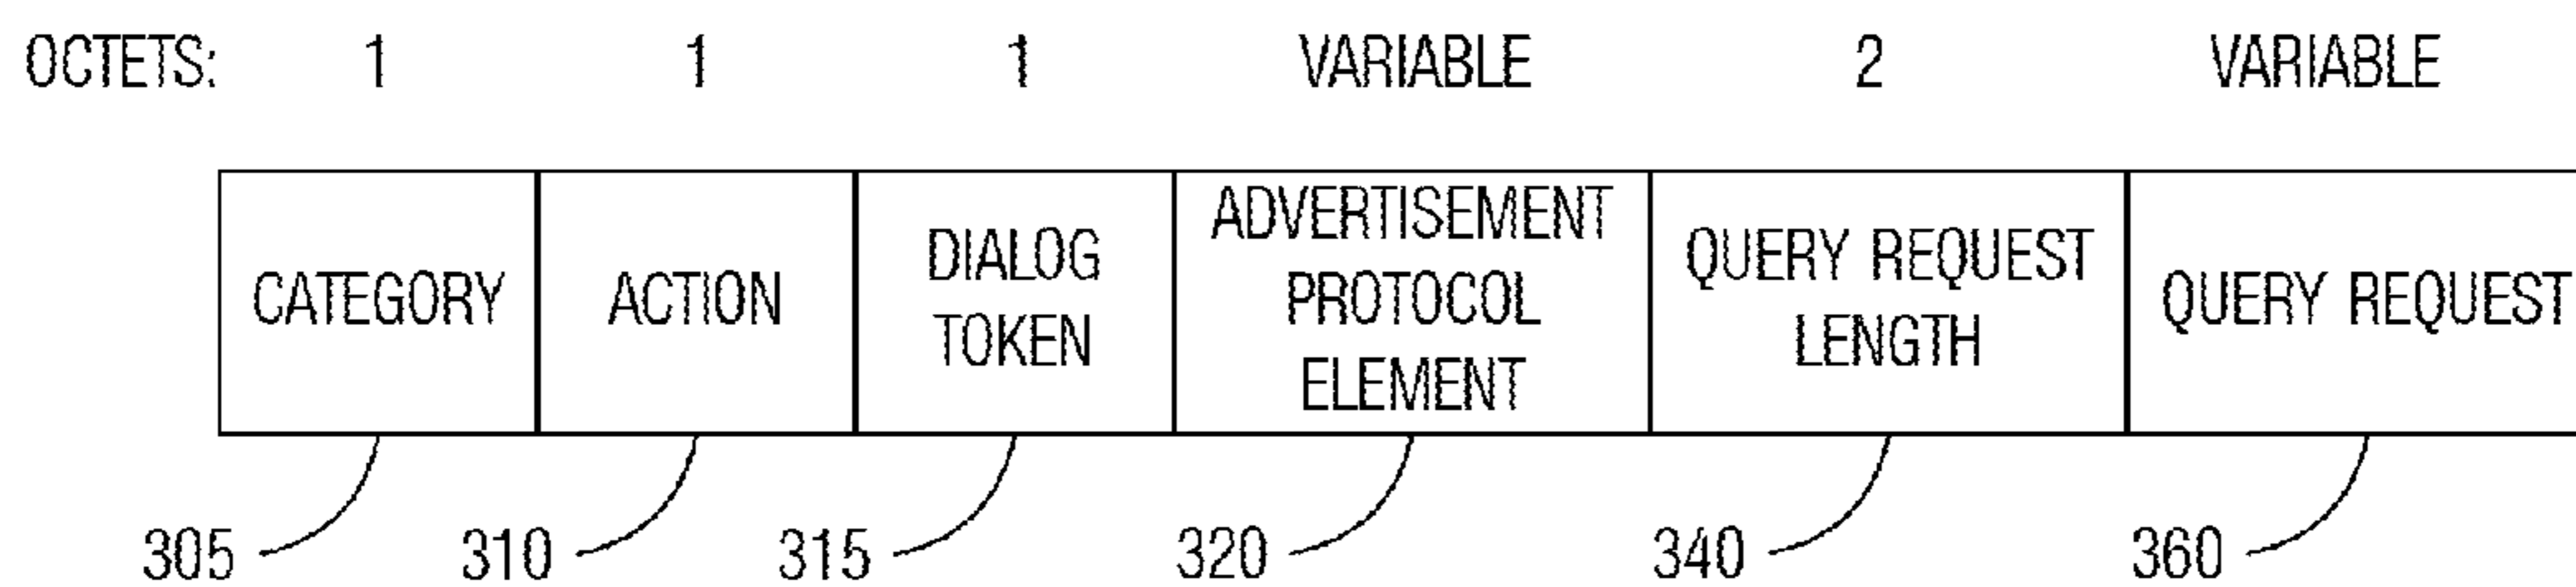 OCTETS: 1 1 1 VARIABLE 2 VARIABLE
CATEGORY
ACTION
DIALOG
TOKEN
ADVERTISEMENT
PROTOCOL
ELEMENT
QUERY REQUEST
LENGTH
QUERY REQUEST
305 310 315 320 340 360